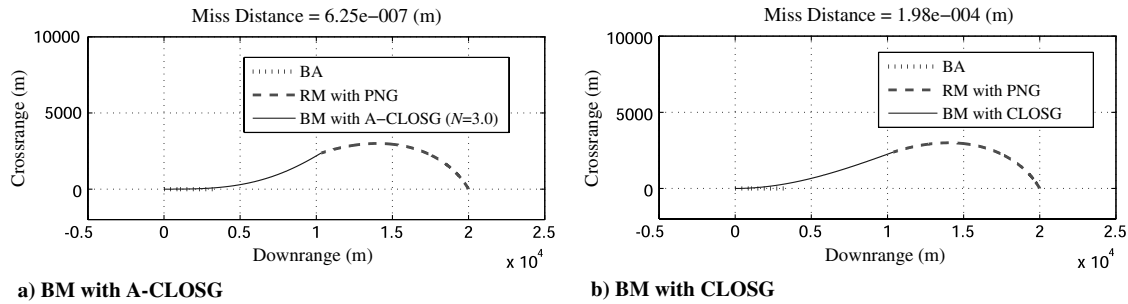 Miss Distance = 6.25e−007 (m)
10000
5000
0
Crossrange (m)
BA
RM with PNG
BM with A−CLOSG (N=3.0)
-0.5 0 0.5 1 1.5 2 2.5
Downrange (m)
x 10^4
a) BM with A-CLOSG
Miss Distance = 1.98e−004 (m)
10000
5000
0
Crossrange (m)
BA
RM with PNG
BM with CLOSG
-0.5 0 0.5 1 1.5 2 2.5
Downrange (m)
x 10^4
b) BM with CLOSG